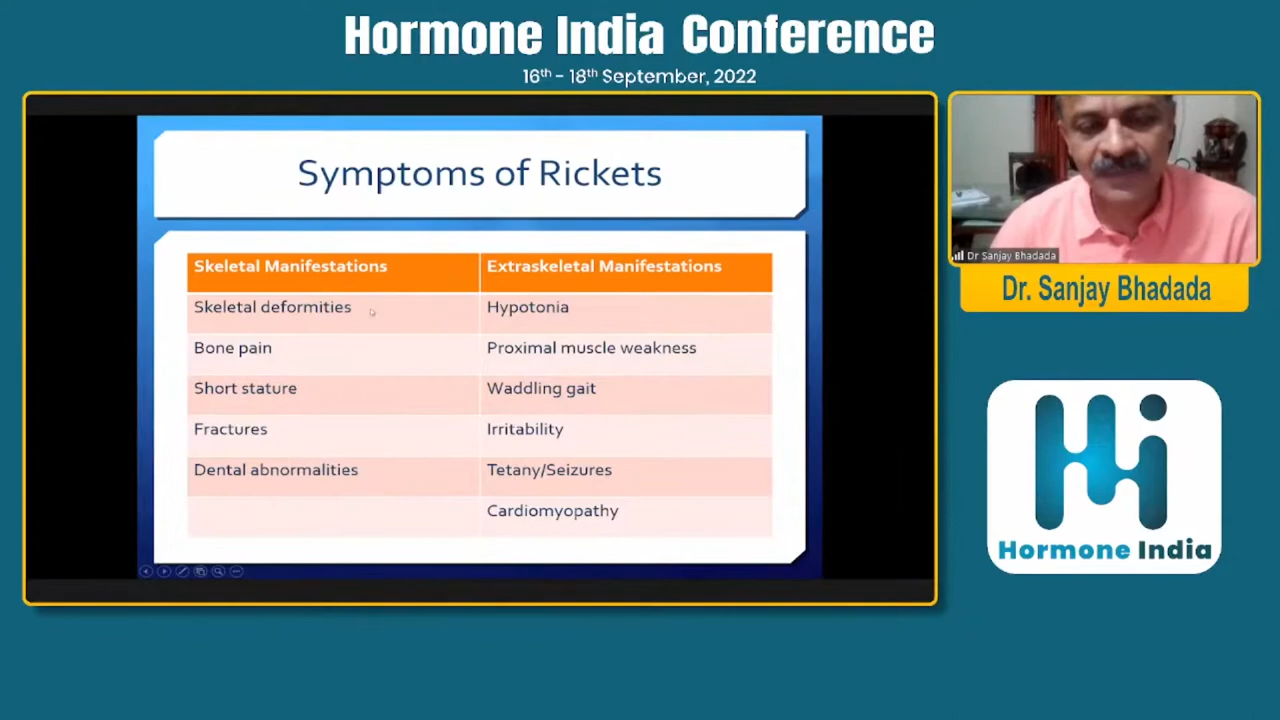 Hormone India Conference
16th - 18th September, 2022
Symptoms of Rickets
Skeletal Manifestations Extraskeletal Manifestations
Skeletal deformities Hypotonia
Bone pain Proximal muscle weakness
Short stature Waddling gait
Fractures Irritability
Dental abnormalities Tetany/Seizures
Cardiomyopathy
Dr Sanjay Bhadada
Dr. Sanjay Bhadada
Hi
Hormone India